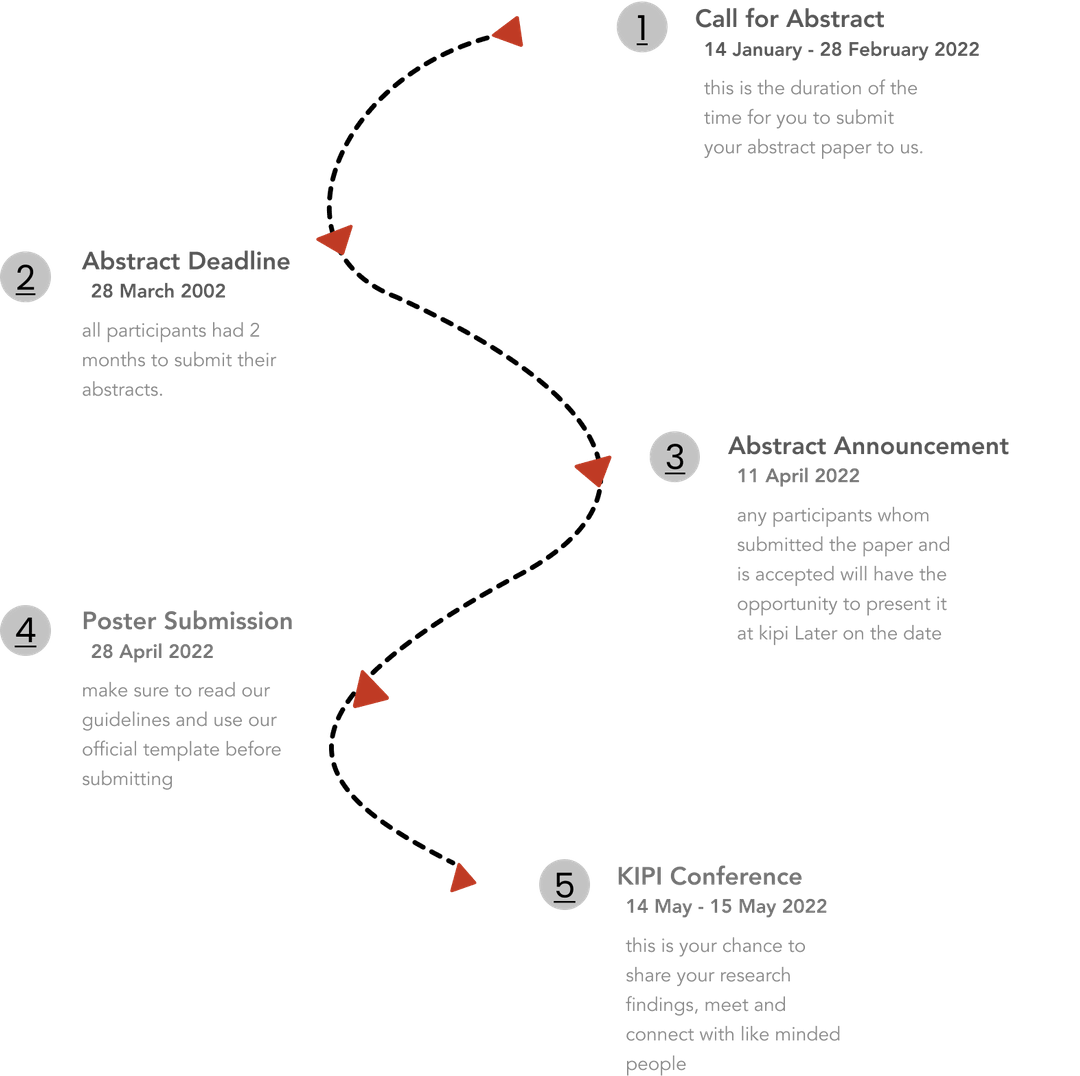 1
Call for Abstract
14 January - 28 February 2022
this is the duration of the
time for you to submit
your abstract paper to us.
2
Abstract Deadline
28 March 2002
all participants had 2
months to submit their
abstracts.
3
Abstract Announcement
11 April 2022
any participants whom
submitted the paper and
is accepted will have the
opportunity to present it
at kipi Later on the date
4
Poster Submission
28 April 2022
make sure to read our
guidelines and use our
official template before
submitting
5
KIPI Conference
14 May - 15 May 2022
this is your chance to
share your research
findings, meet and
connect with like minded
people